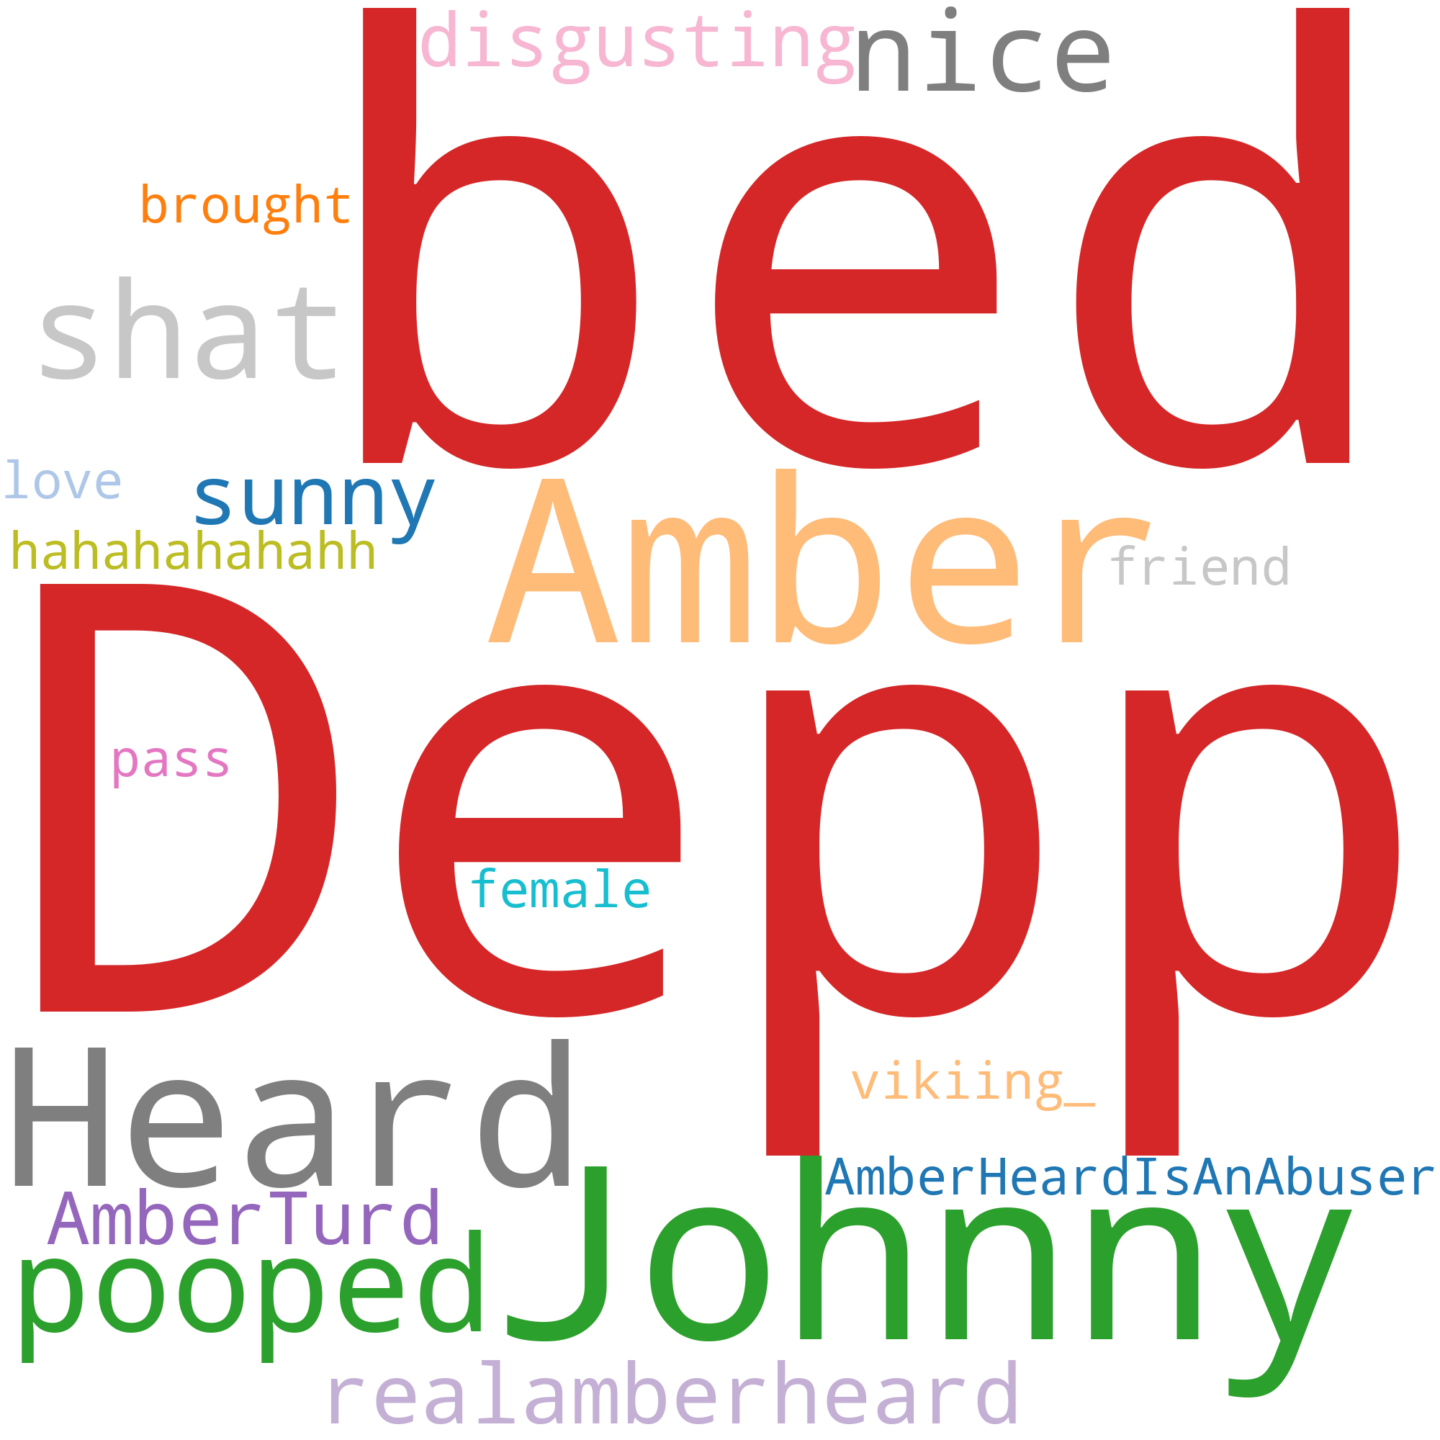 disgusting
nice
bed
brought
shat
love
sunny
Amber
hahahahahahh
friend
Depp
pass
female
Heard
vikiing_
AmberHeardIsAnAbuser
AmberTurd
Johnny
pooped
realamberheard